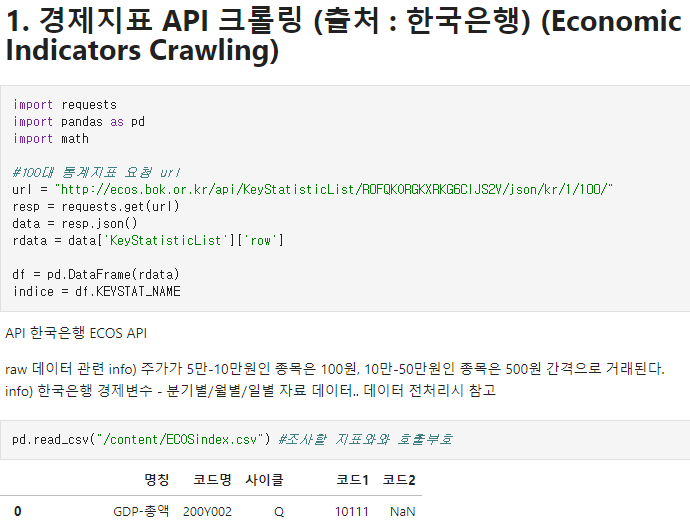 1. 경제지표 API 크롤링 (출처 : 한국은행) (Economic
Indicators Crawling)
import requests
import pandas as pd
import math
#100대 통계지표 요청 url
url = "http://ecos.bok.or.kr/api/KeyStatisticList/ROFQKORGKXRKG6CIJS2Y/json/kr/1/100/"
resp = requests.get(url)
data = resp.json()
rdata = data['KeyStatisticList']['row']
df = pd.DataFrame(rdata)
indice = df.KEYSTAT_NAME
API 한국은행 ECOS API
raw 데이터 관련 info) 주가가 5만-10만원인 종목은 100원, 10만-50만원인 종목은 500원 간격으로 거래된다.
info) 한국은행 경제변수 - 분기별/월별/일별 자료 데이터.. 데이터 전처리시 참고
pd.read_csv("/content/ECOSindex.csv") #조사할 지표와와 호출부호
명칭 코드명 사이클 코드1 코드2
0 GDP-총액 200Y002 Q 10111 NaN